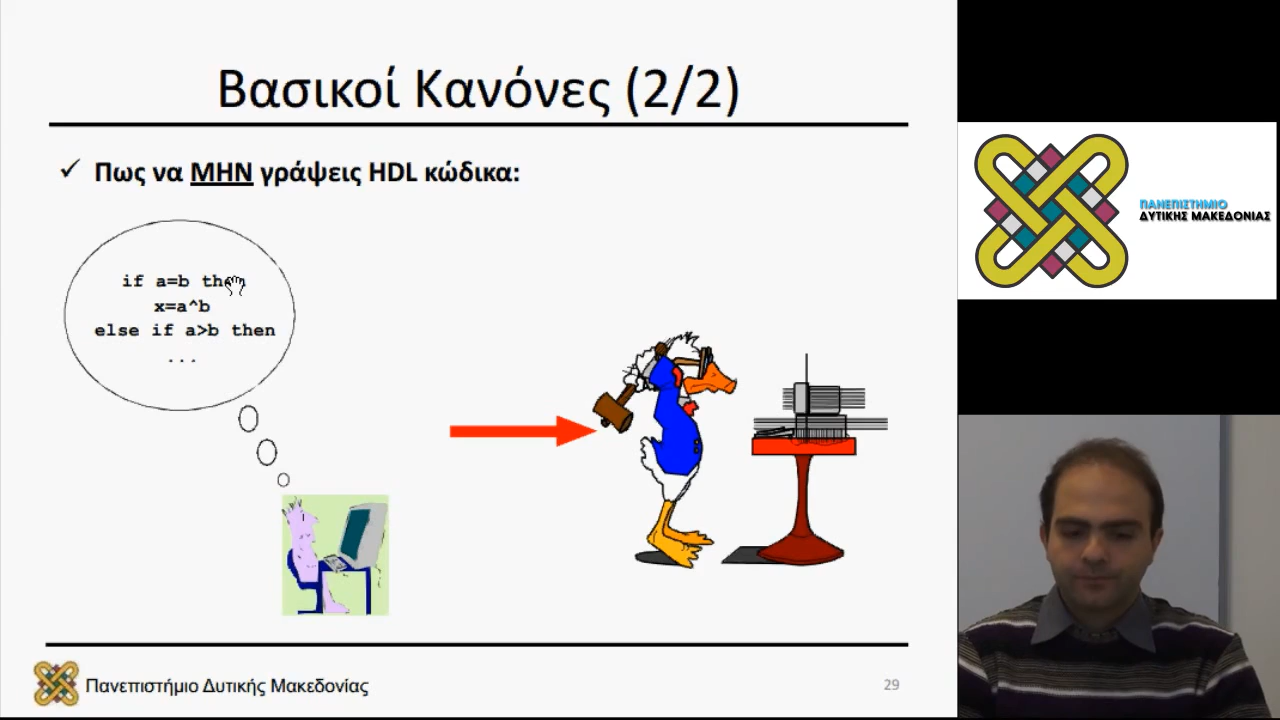 Βασικοί Κανόνες (2/2)
✓ Πως να ΜΗΝ γράψεις HDL κώδικα:
if a=b then
x=a^b
else if a>b then
...
Πανεπιστήμιο Δυτικής Μακεδονίας
29
ΠΑΝΕΠΙΣΤΗΜΙΟ
ΔΥΤΙΚΗΣ ΜΑΚΕΔΟΝΙΑΣ